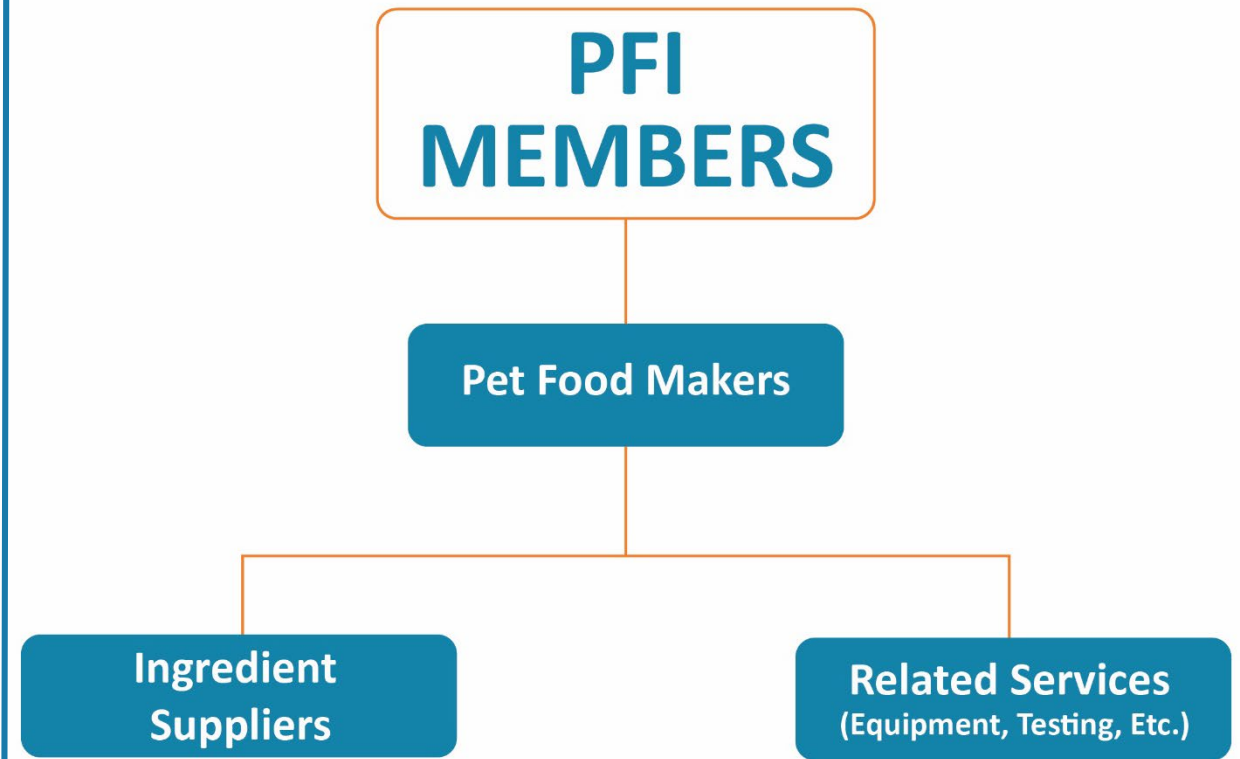 PFI
MEMBERS
Pet Food Makers
Ingredient
Suppliers
Related Services
(Equipment, Testing, Etc.)